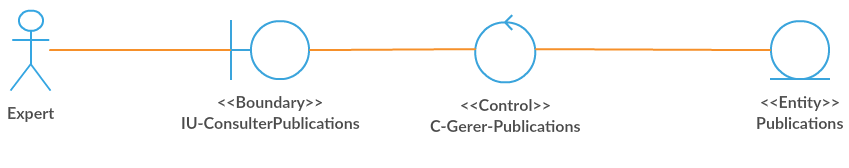 Expert
<<Boundary>>
IU-ConsulterPublications
<<Control>>
C-Gerer-Publications
<<Entity>>
Publications